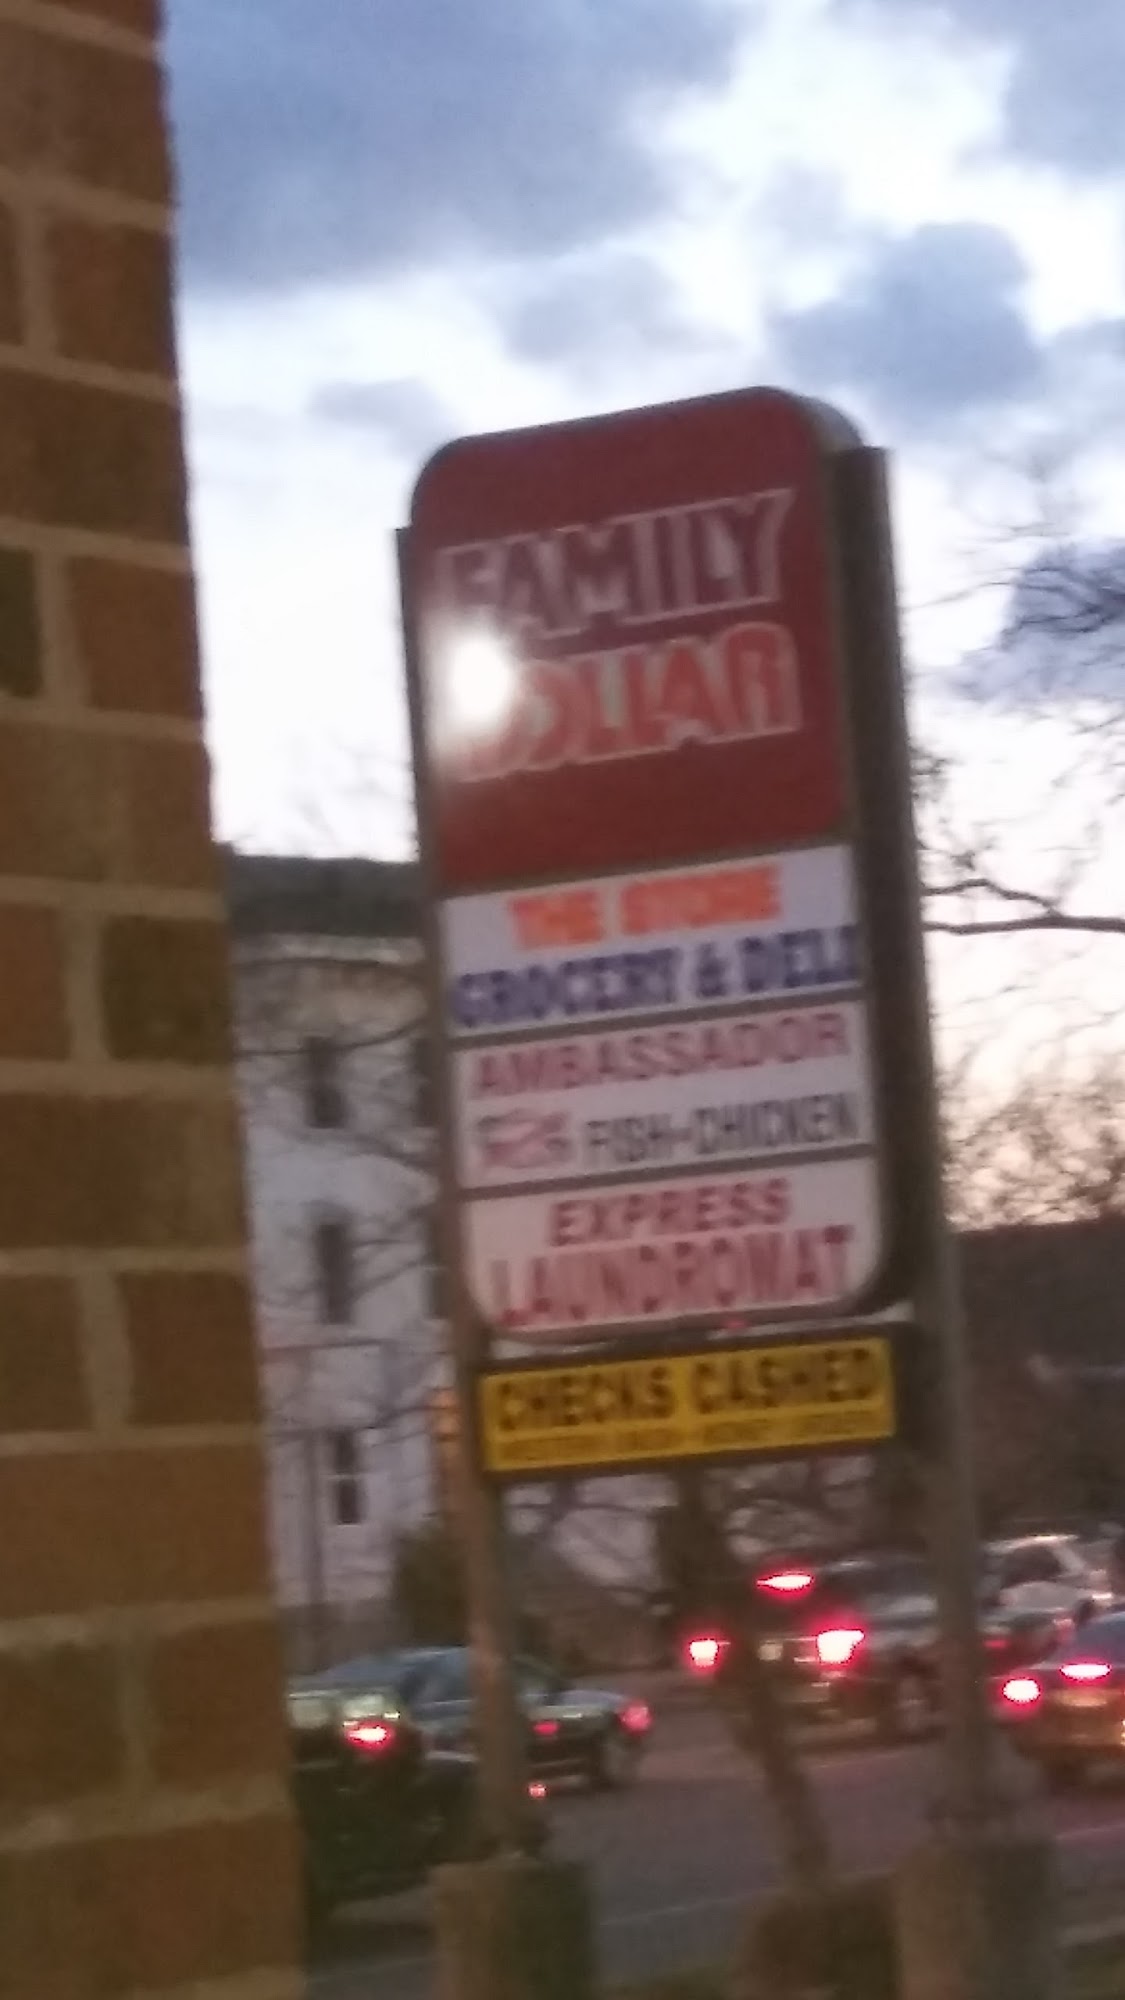 FAMILY
DOLLAR
THE STORE
GROCERY & DELI
AMBASSADOR
FISH-CHICKEN
EXPRESS
LAUNDROMAT
CHECKS CASHED